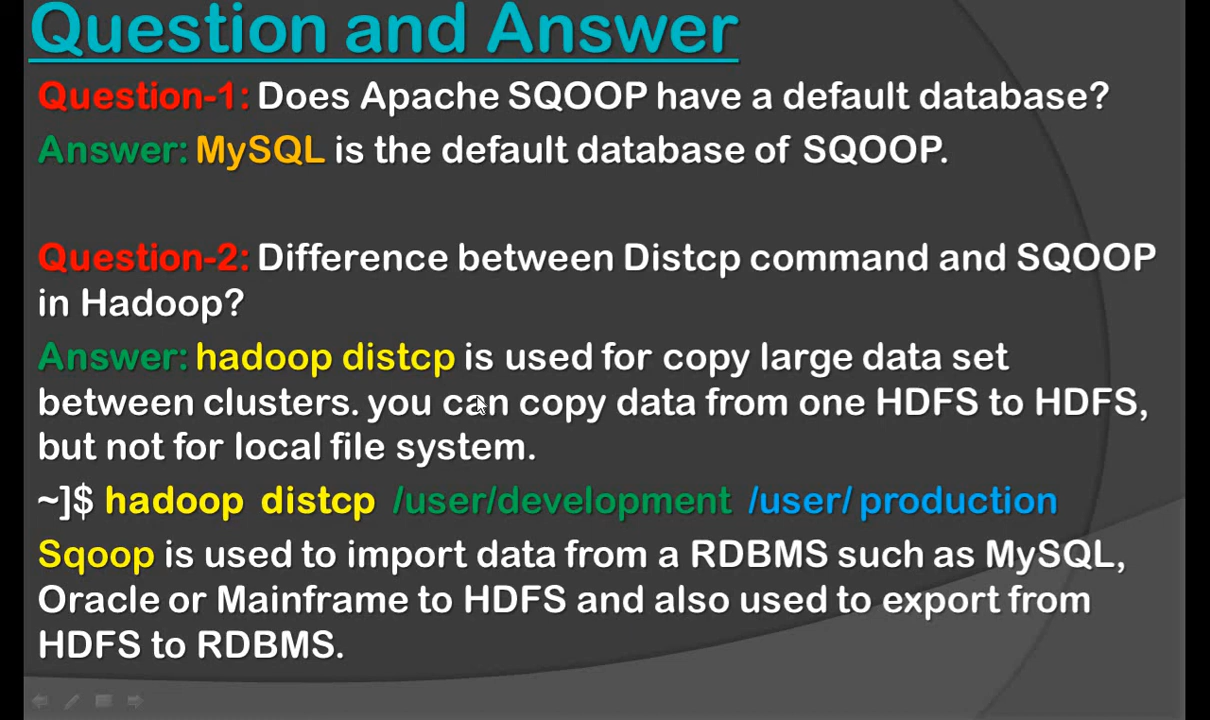 Question and Answer
Question-1: Does Apache SQOOP have a default database?
Answer: MySQL is the default database of SQOOP.
Question-2: Difference between Distcp command and SQOOP
in Hadoop?
Answer: hadoop distcp is used for copy large data set
between clusters. you can copy data from one HDFS to HDFS,
but not for local file system.
~]$ hadoop distcp /user/development /user/ production
Sqoop is used to import data from a RDBMS such as MySQL,
Oracle or Mainframe to HDFS and also used to export from
HDFS to RDBMS.